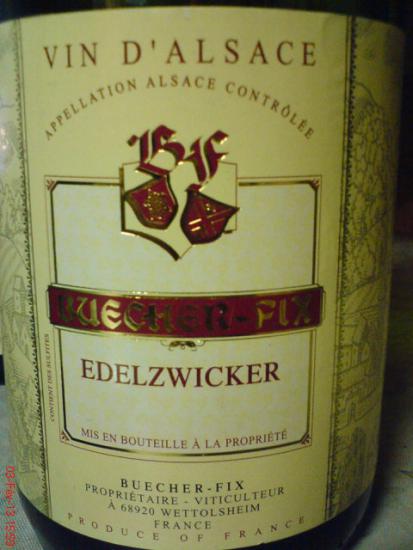 VIN D'ALSACE
APPELLATION ALSACE CONTRÔLÉE
BF
BUECHER-FIX
EDELZWICKER
CONTIENT DES SULFITES
MIS EN BOUTEILLE À LA PROPRIÉTÉ
BUECHER-FIX
PROPRIÉTAIRE - VITICULTEUR
À 68920 WETTOLSHEIM
FRANCE
PRODUCE OF FRANCE